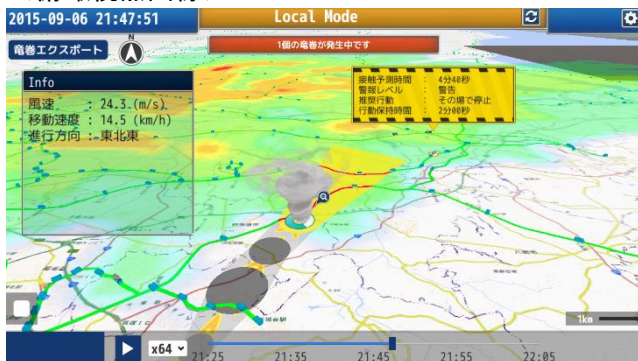 2015-09-06 21:47:51
Local Mode
竜巻エクスポート
N
1個の竜巻が発生中です
Info
風速 : 24.3.(m/s)
移動速度 : 14.5 (km/h)
進行方向 : 東北東
接触予測時間 : 4分40秒
警報レベル : 警告
推奨行動 : その場で停止
行動保持時間 : 2分00秒
1km
x64
21:25 21:35 21:45 21:55 22:05